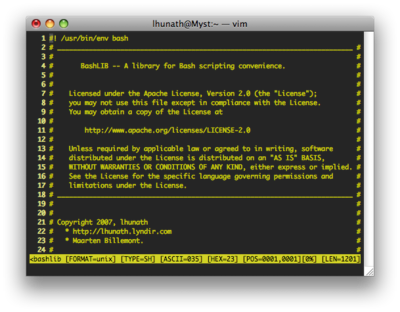 lhunath@Myst:~ — vim
1 #! /usr/bin/env bash
2 # ______________________________________________________________________ #
3 # #
4 # BashLIB -- A library for Bash scripting convenience. #
5 # #
6 # #
7 # Licensed under the Apache License, Version 2.0 (the "License"); #
8 # you may not use this file except in compliance with the License. #
9 # You may obtain a copy of the License at #
10 # #
11 # http://www.apache.org/licenses/LICENSE-2.0 #
12 # #
13 # Unless required by applicable law or agreed to in writing, software #
14 # distributed under the License is distributed on an "AS IS" BASIS, #
15 # WITHOUT WARRANTIES OR CONDITIONS OF ANY KIND, either express or implied. #
16 # See the License for the specific language governing permissions and #
17 # limitations under the License. #
18 # ______________________________________________________________________ #
19 # #
20 # #
21 # Copyright 2007, lhunath #
22 # * http://lhunath.lyndir.com #
23 # * Maarten Billemont. #
24 # #
<bashlib [FORMAT=unix] [TYPE=SH] [ASCII=035] [HEX=23] [POS=0001,0001][0%] [LEN=1201]